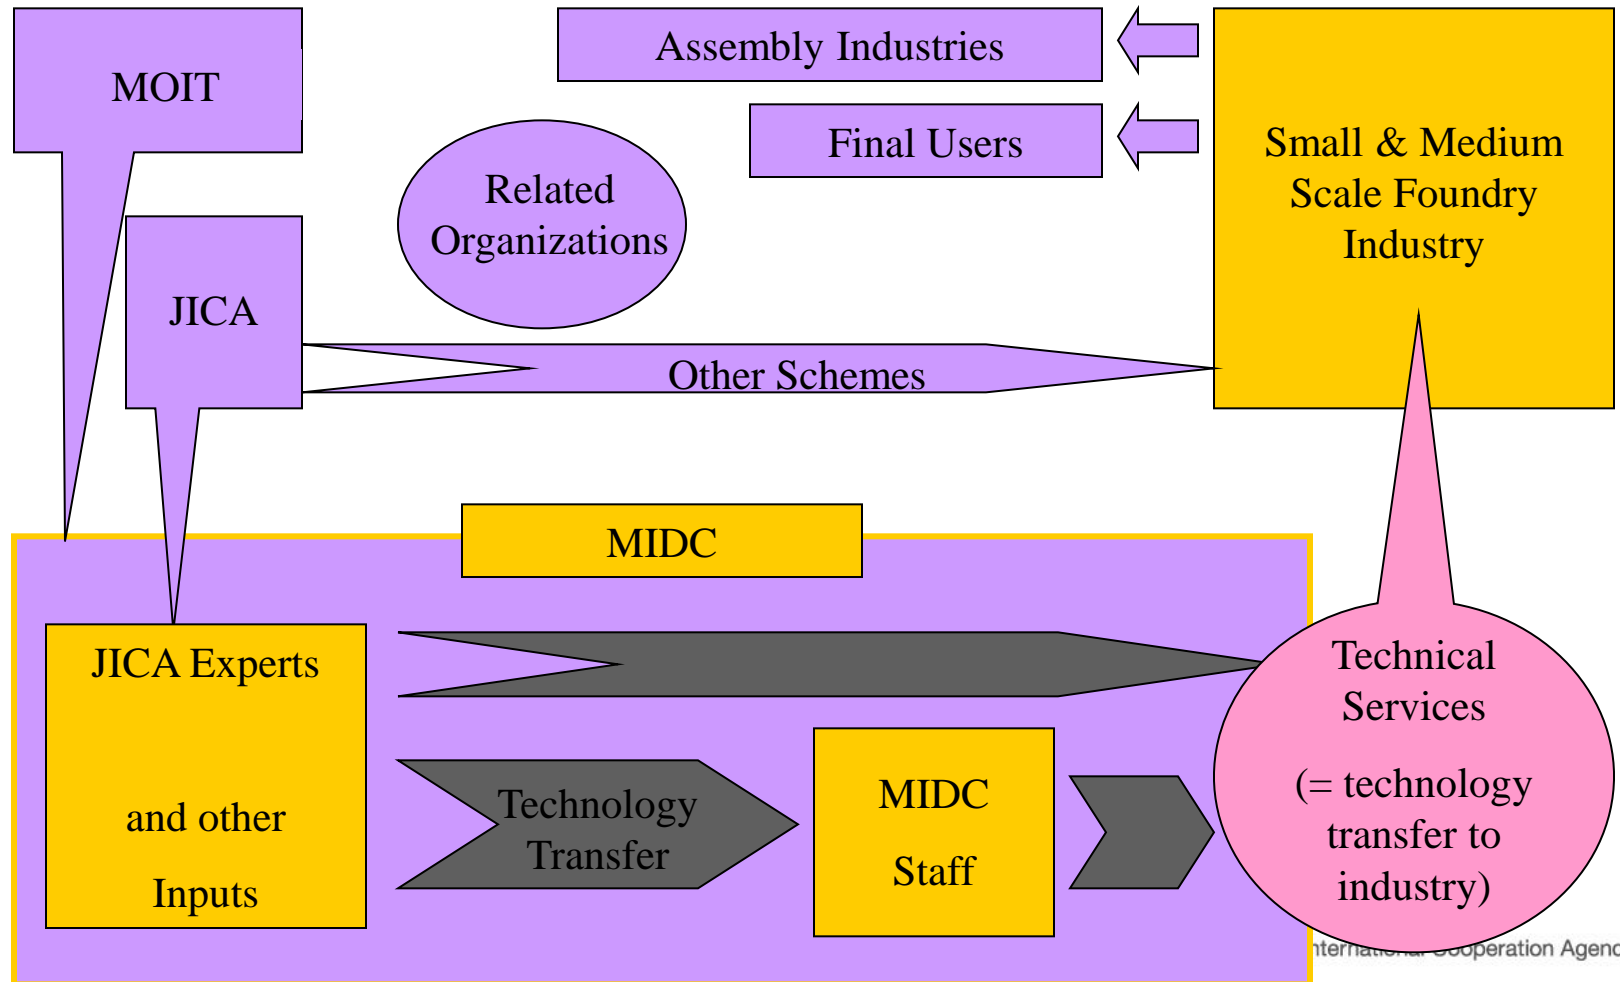 MOIT
Assembly Industries
Final Users
Related
Organizations
Small & Medium
Scale Foundry
Industry
JICA
Other Schemes
MIDC
JICA Experts
and other
Inputs
Technology
Transfer
MIDC
Staff
Technical
Services
(= technology
transfer to
industry)